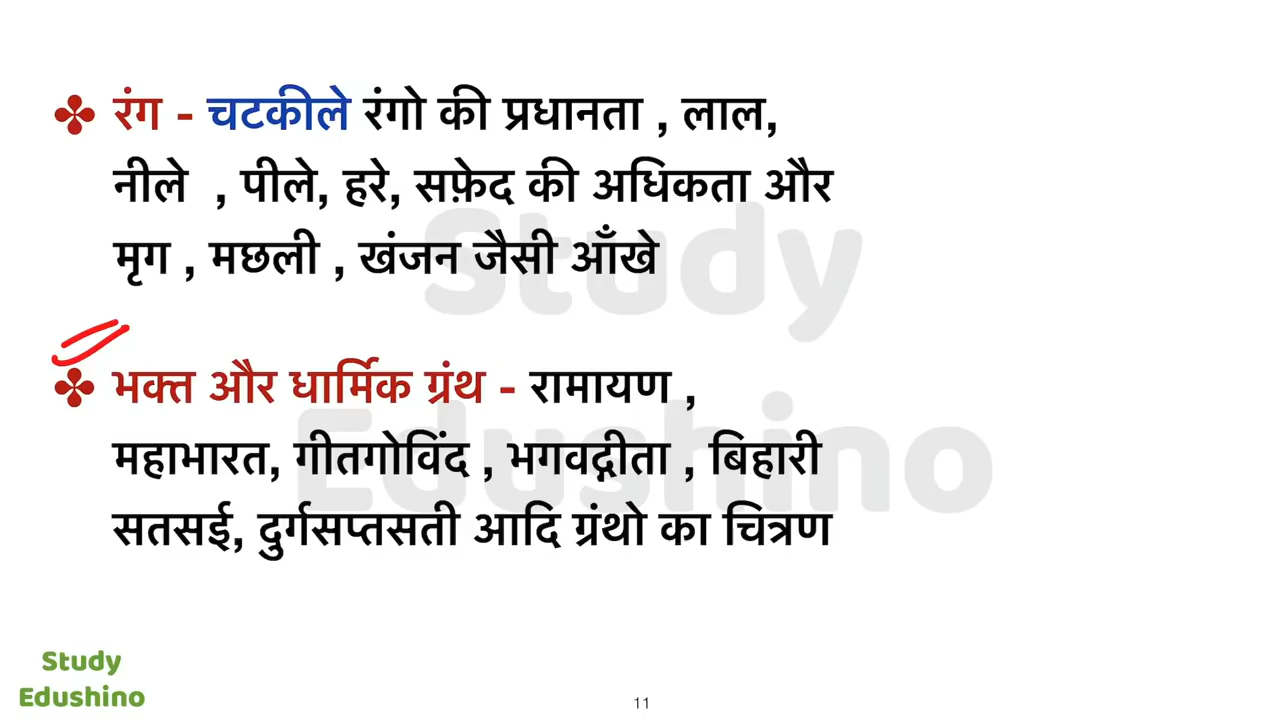 रंग - चटकीले रंगो की प्रधानता , लाल,
नीले , पीले, हरे, सफ़ेद की अधिकता और
मृग , मछली , खंजन जैसी आँखे
भक्त और धार्मिक ग्रंथ - रामायण ,
महाभारत, गीतगोविंद , भगवद्गीता , बिहारी
सतसई, दुर्गसप्तसती आदि ग्रंथो का चित्रण
Study
Edushino
Study
Edushino
11